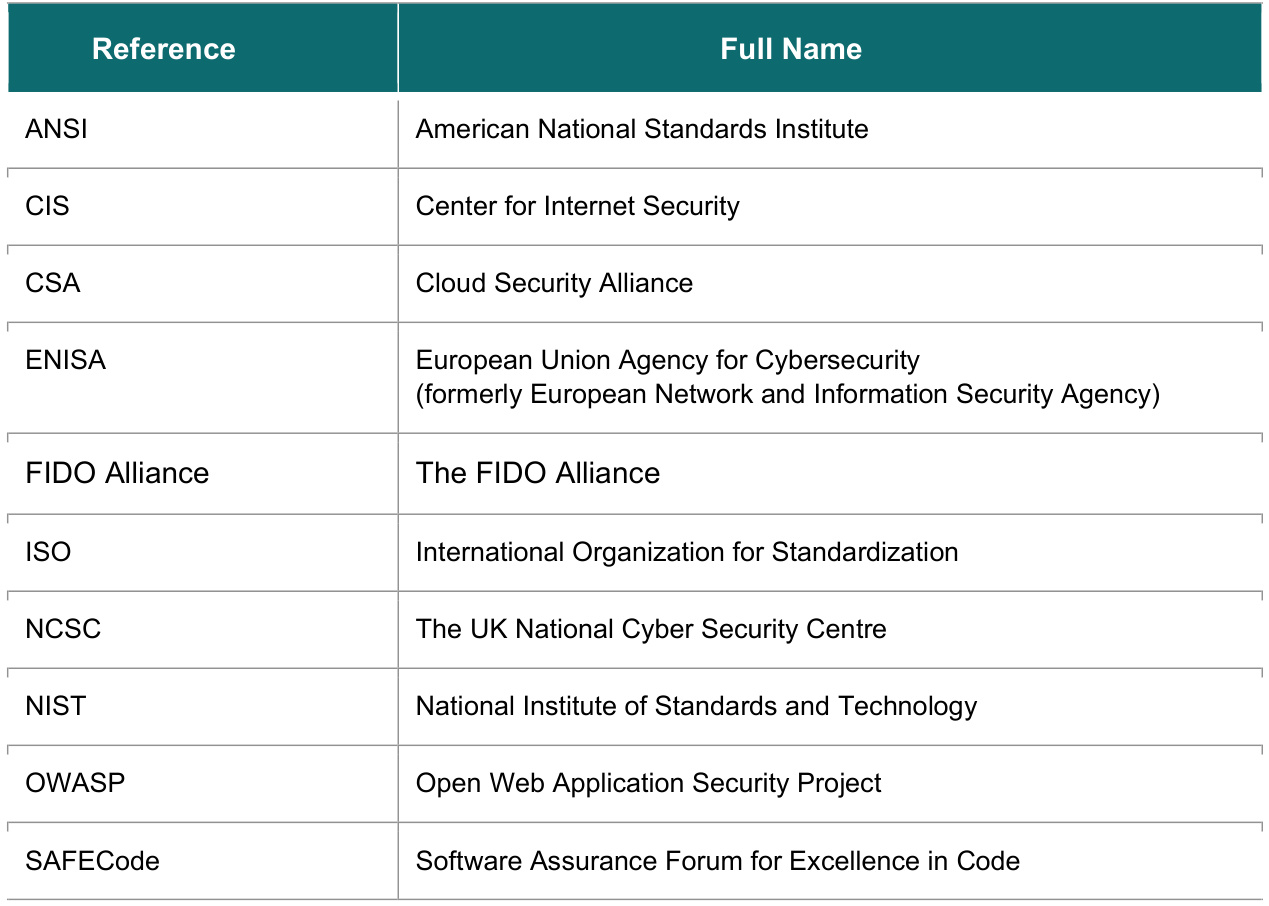 Reference Full Name
ANSI American National Standards Institute
CIS Center for Internet Security
CSA Cloud Security Alliance
ENISA European Union Agency for Cybersecurity
(formerly European Network and Information Security Agency)
FIDO Alliance The FIDO Alliance
ISO International Organization for Standardization
NCSC The UK National Cyber Security Centre
NIST National Institute of Standards and Technology
OWASP Open Web Application Security Project
SAFECode Software Assurance Forum for Excellence in Code